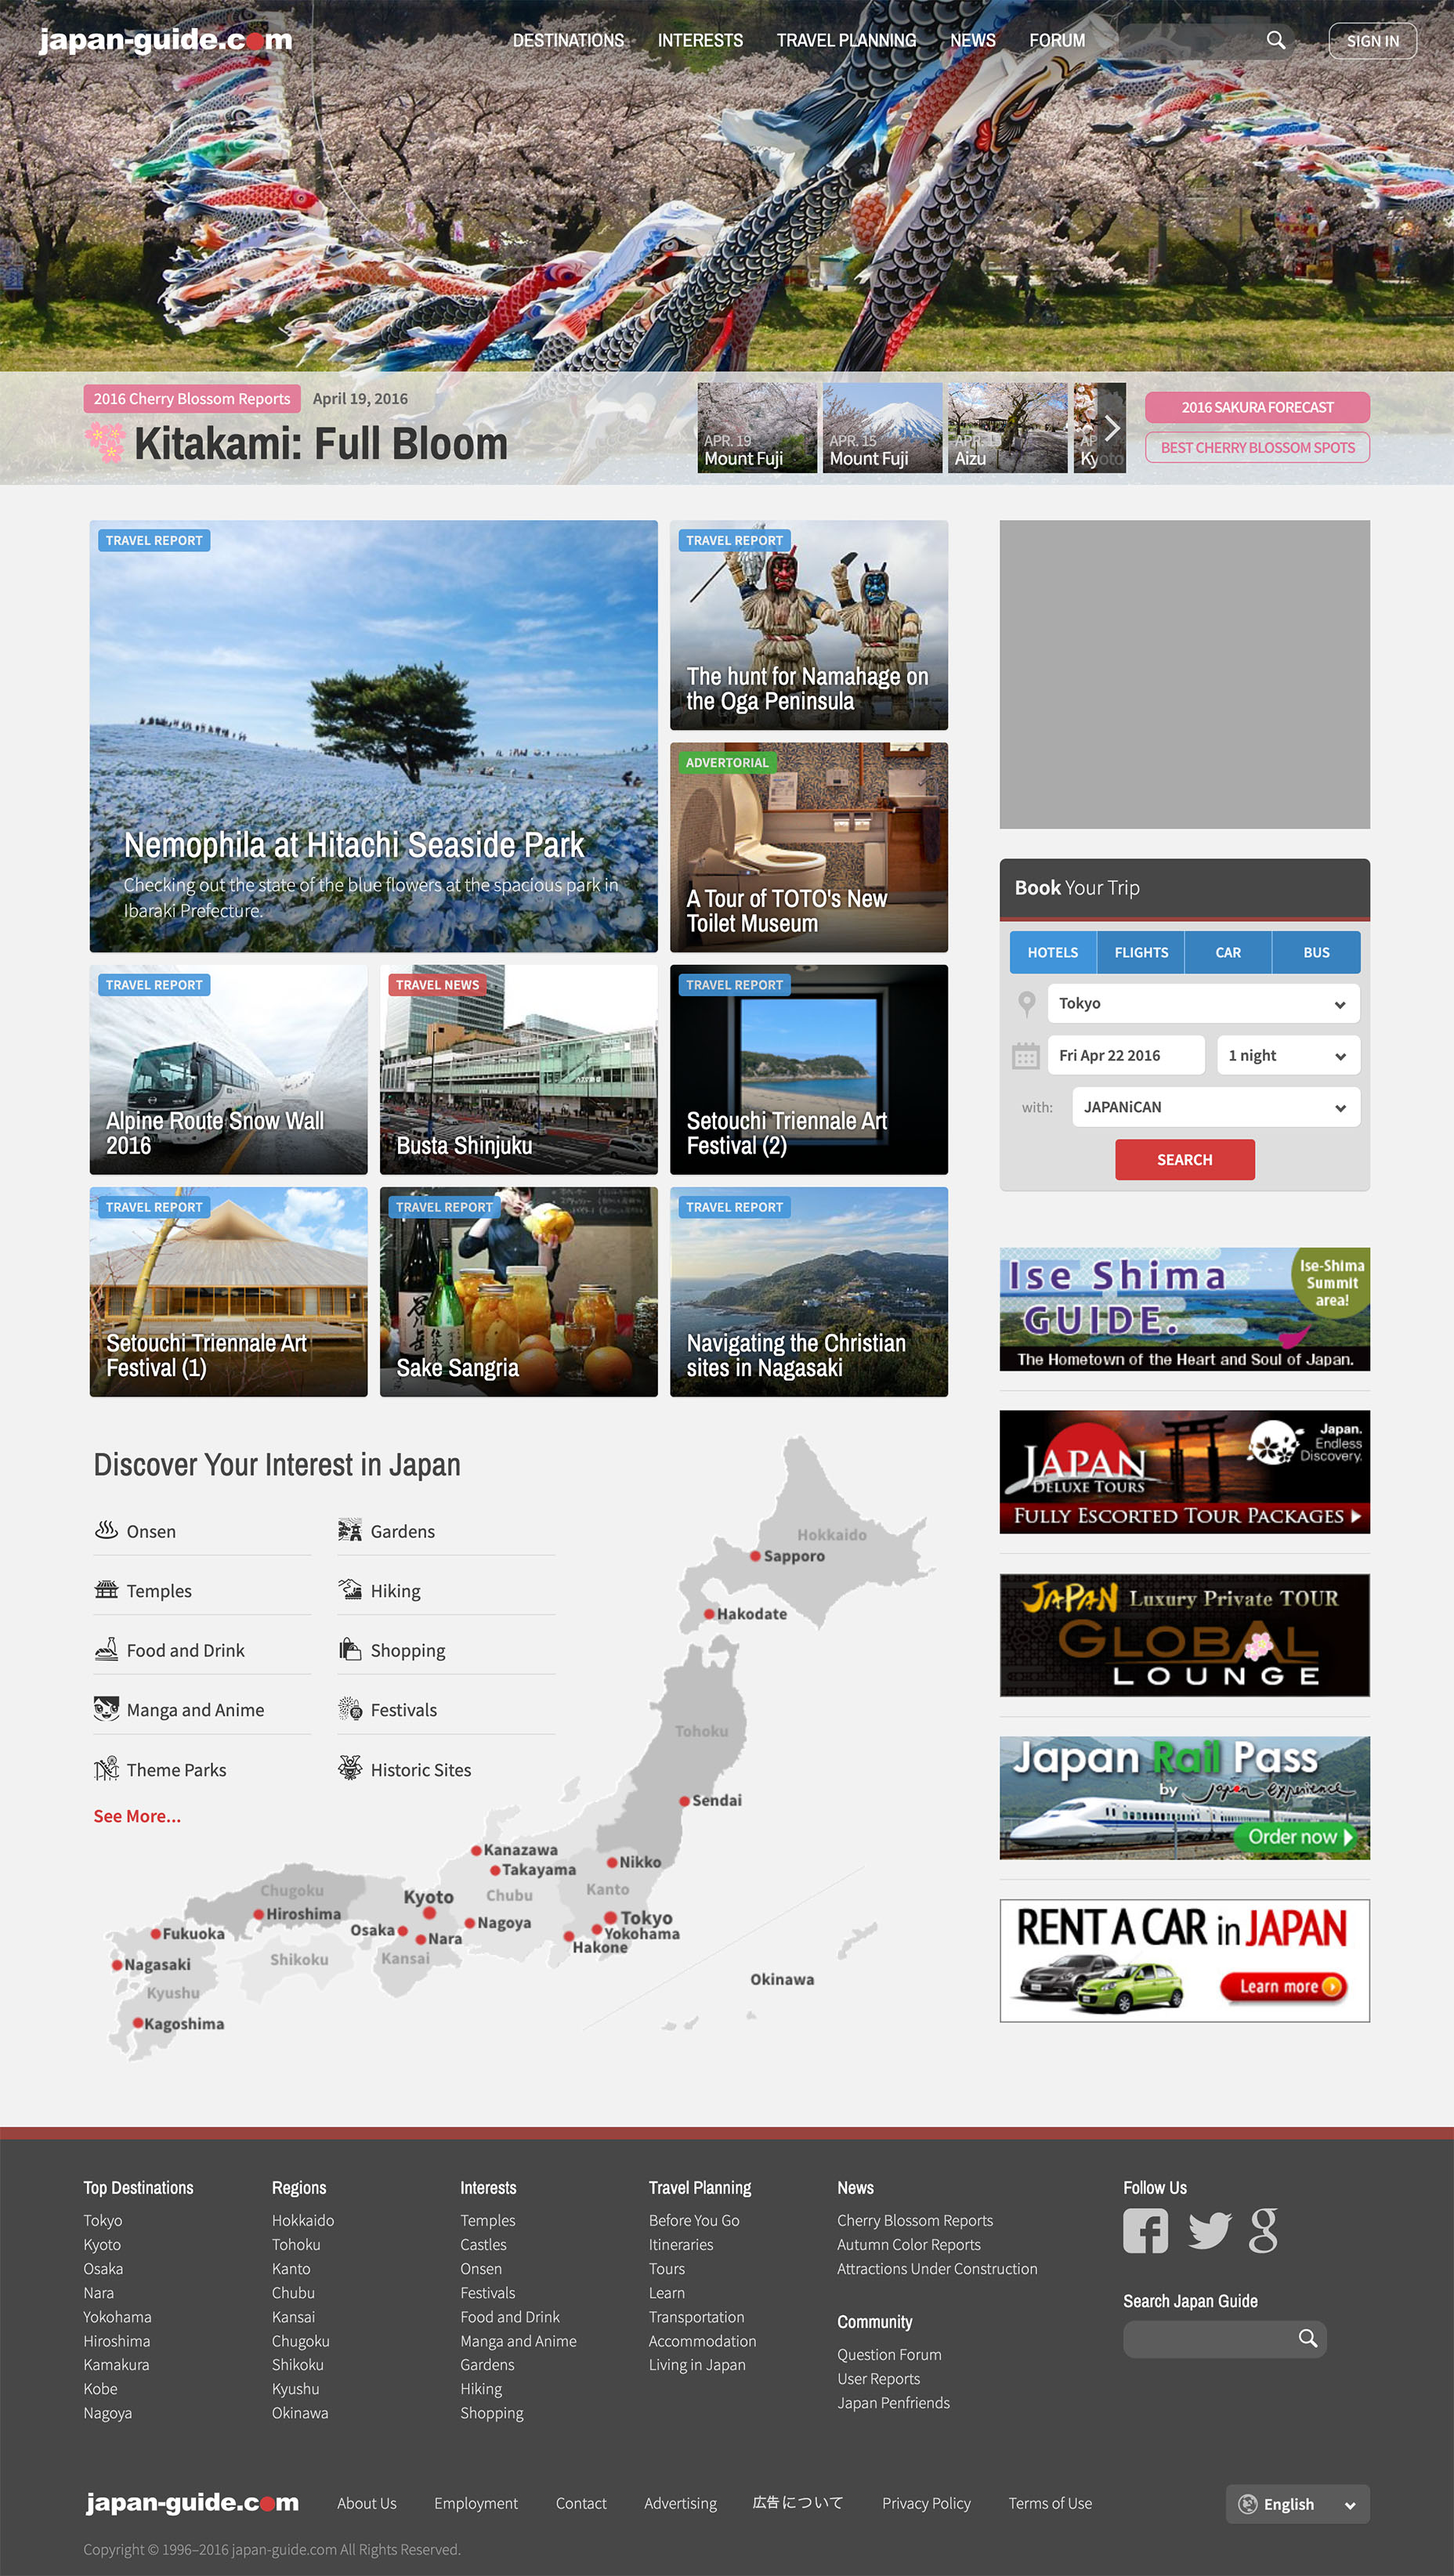 japan-guide.com
DESTINATIONS
INTERESTS
TRAVEL PLANNING
NEWS
FORUM
SIGN IN
2016 Cherry Blossom Reports
April 19, 2016
Kitakami: Full Bloom
APR. 19
Mount Fuji
APR. 15
Mount Fuji
APR. 15
Aizu
Kyoto
2016 SAKURA FORECAST
BEST CHERRY BLOSSOM SPOTS
TRAVEL REPORT
Nemophila at Hitachi Seaside Park
Checking out the state of the blue flowers at the spacious park in
Ibaraki Prefecture.
TRAVEL REPORT
The hunt for Namahage on
the Oga Peninsula
ADVERTORIAL
A Tour of TOTO's New
Toilet Museum
TRAVEL REPORT
Alpine Route Snow Wall
2016
TRAVEL NEWS
Busta Shinjuku
TRAVEL REPORT
Setouchi Triennale Art
Festival (2)
TRAVEL REPORT
Setouchi Triennale Art
Festival (1)
TRAVEL REPORT
Sake Sangria
TRAVEL REPORT
Navigating the Christian
sites in Nagasaki
Book Your Trip
HOTELS
FLIGHTS
CAR
BUS
Tokyo
Fri Apr 22 2016
1 night
with:
JAPANiCAN
SEARCH
Ise Shima
GUIDE.
Ise-Shima
Summit
area!
The Hometown of the Heart and Soul of Japan.
JAPAN
DELUXE TOURS
Japan.
Endless
Discovery.
FULLY ESCORTED TOUR PACKAGES
JAPAN Luxury Private TOUR
GLOBAL
LOUNGE
Japan Rail Pass
by japan experience
Order now
RENT A CAR in JAPAN
Learn more
Discover Your Interest in Japan
Onsen
Gardens
Temples
Hiking
Food and Drink
Shopping
Manga and Anime
Festivals
Theme Parks
Historic Sites
See More...
Hokkaido
Sapporo
Hakodate
Tohoku
Sendai
Kanazawa
Takayama
Nikko
Chugoku
Kyoto
Chubu
Kanto
Hiroshima
Tokyo
Fukuoka
Osaka
Nara
Nagoya
Yokohama
Hakone
Shikoku
Kansai
Nagasaki
Okinawa
Kyushu
Kagoshima
Top Destinations
Tokyo
Kyoto
Osaka
Nara
Yokohama
Hiroshima
Kamakura
Kobe
Nagoya
Regions
Hokkaido
Tohoku
Kanto
Chubu
Kansai
Chugoku
Shikoku
Kyushu
Okinawa
Interests
Temples
Castles
Onsen
Festivals
Food and Drink
Manga and Anime
Gardens
Hiking
Shopping
Travel Planning
Before You Go
Itineraries
Tours
Learn
Transportation
Accommodation
Living in Japan
News
Cherry Blossom Reports
Autumn Color Reports
Attractions Under Construction
Community
Question Forum
User Reports
Japan Penfriends
Follow Us
Search Japan Guide
japan-guide.com
About Us
Employment
Contact
Advertising
広告について
Privacy Policy
Terms of Use
English
Copyright © 1996–2016 japan-guide.com All Rights Reserved.